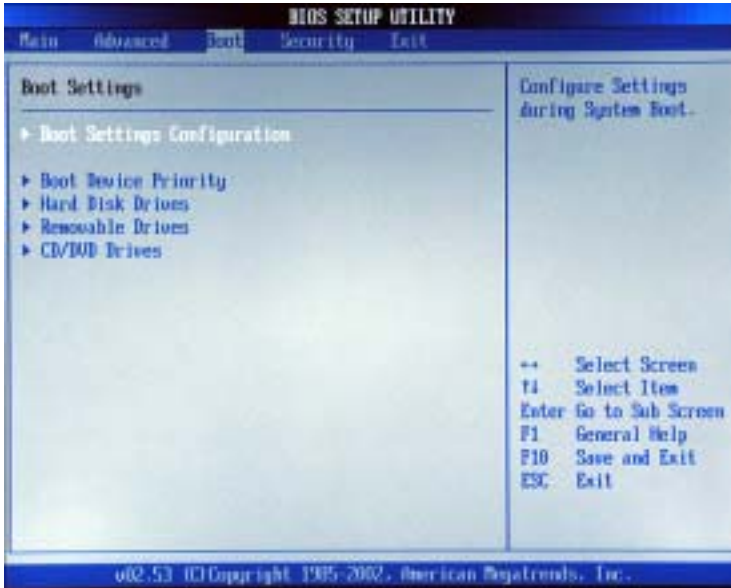 BIOS SETUP UTILITY
Main Advanced Boot Security Exit
Boot Settings
Configure Settings
during System Boot.
▶ Boot Settings Configuration
▶ Boot Device Priority
▶ Hard Disk Drives
▶ Removable Drives
▶ CD/DVD Drives
↔ Select Screen
↑↓ Select Item
Enter Go to Sub Screen
F1 General Help
F10 Save and Exit
ESC Exit
v02.53 (C)Copyright 1985-2002, American Megatrends, Inc.